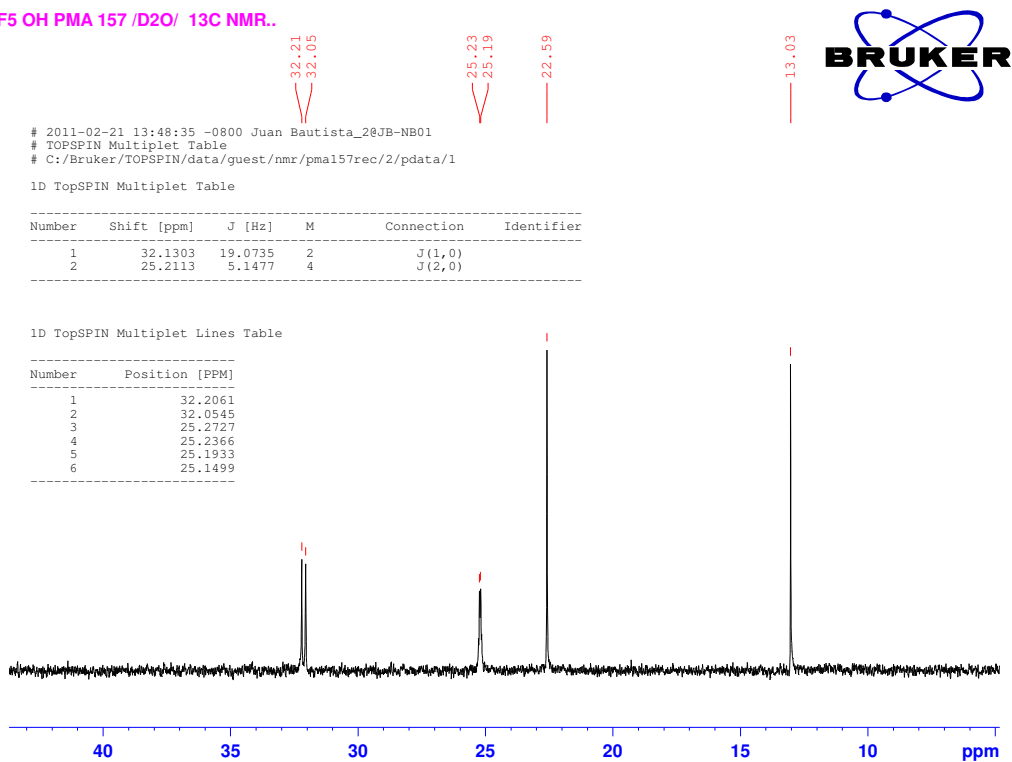 F5 OH PMA 157 /D2O/ 13C NMR..
32.21
32.05
25.23
25.19
22.59
13.03
BRUKER
# 2011-02-21 13:48:35 -0800 Juan Bautista_2@JB-NB01
# TOPSPIN Multiplet Table
# C:/Bruker/TOPSPIN/data/guest/nmr/pma157rec/2/pdata/1
1D TopSPIN Multiplet Table
Number Shift [ppm] J [Hz] M Connection Identifier
1 32.1303 19.0735 2 J(1,0)
2 25.2113 5.1477 4 J(2,0)
1D TopSPIN Multiplet Lines Table
Number Position [PPM]
1 32.2061
2 32.0545
3 25.2727
4 25.2366
5 25.1933
6 25.1499
40 35 30 25 20 15 10 ppm